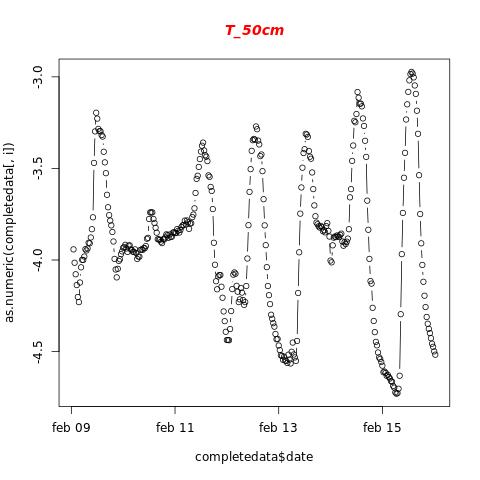 T_50cm
as.numeric(completedata[, i])
-3.0
-3.5
-4.0
-4.5
feb 09
feb 11
feb 13
feb 15
completedata$date